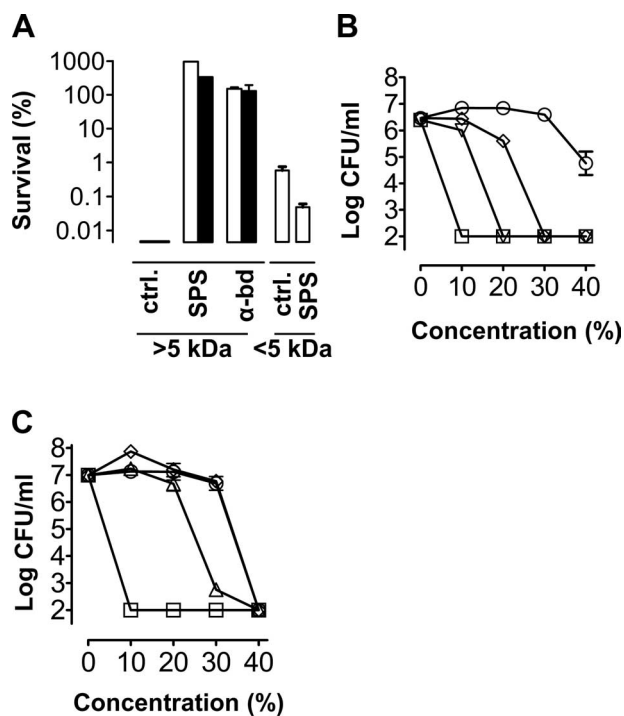 A
Survival (%)
1000
100
10
1
0.1
0.01
ctrl.
SPS
α-bd
ctrl.
SPS
>5 kDa
<5 kDa
B
Log CFU/ml
8
7
6
5
4
3
2
0 10 20 30 40
Concentration (%)
C
Log CFU/ml
8
7
6
5
4
3
2
0 10 20 30 40
Concentration (%)